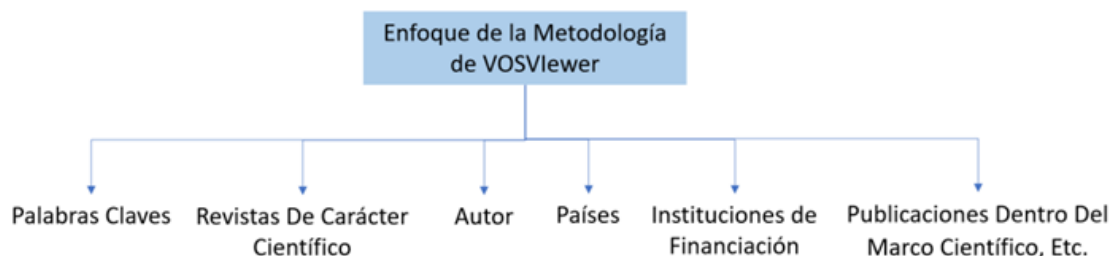 Enfoque de la Metodología
de VOSVIewer
Palabras Claves
Revistas De Carácter
Científico
Autor
Países
Instituciones de
Financiación
Publicaciones Dentro Del
Marco Científico, Etc.